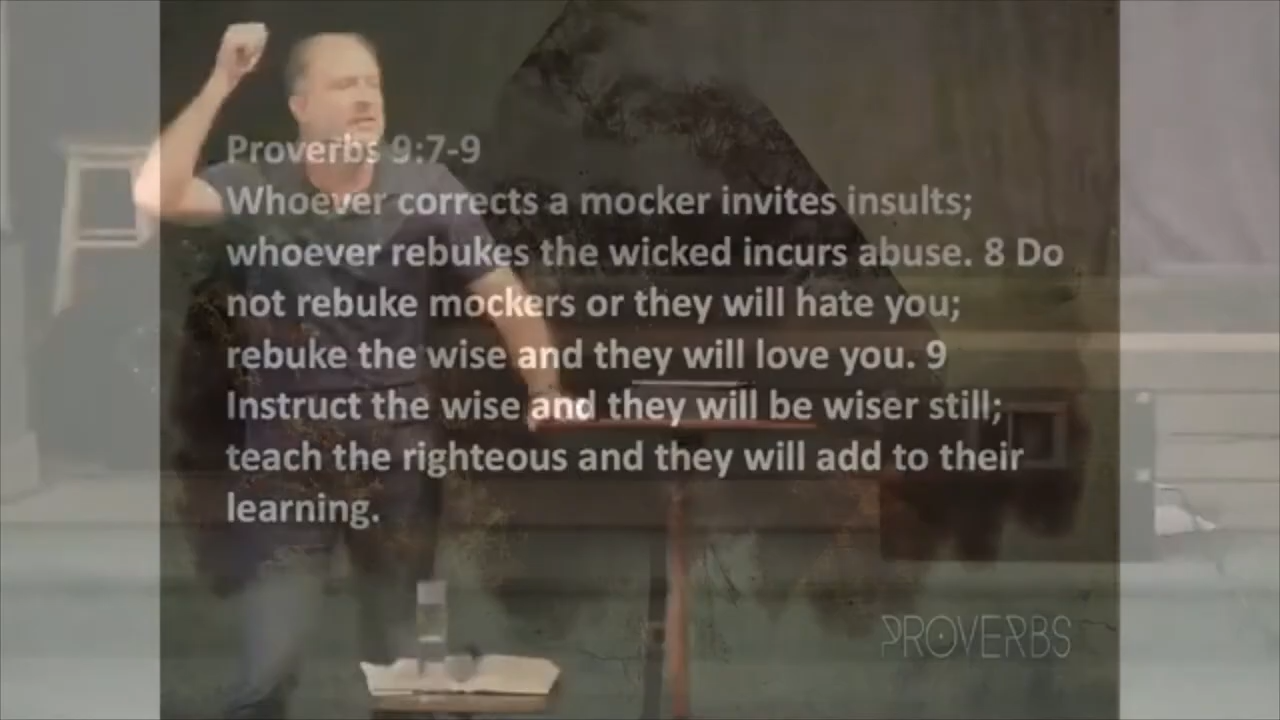 Proverbs 9:7-9
Whoever corrects a mocker invites insults;
whoever rebukes the wicked incurs abuse. 8 Do
not rebuke mockers or they will hate you;
rebuke the wise and they will love you. 9
Instruct the wise and they will be wiser still;
teach the righteous and they will add to their
learning.
PROVERBS